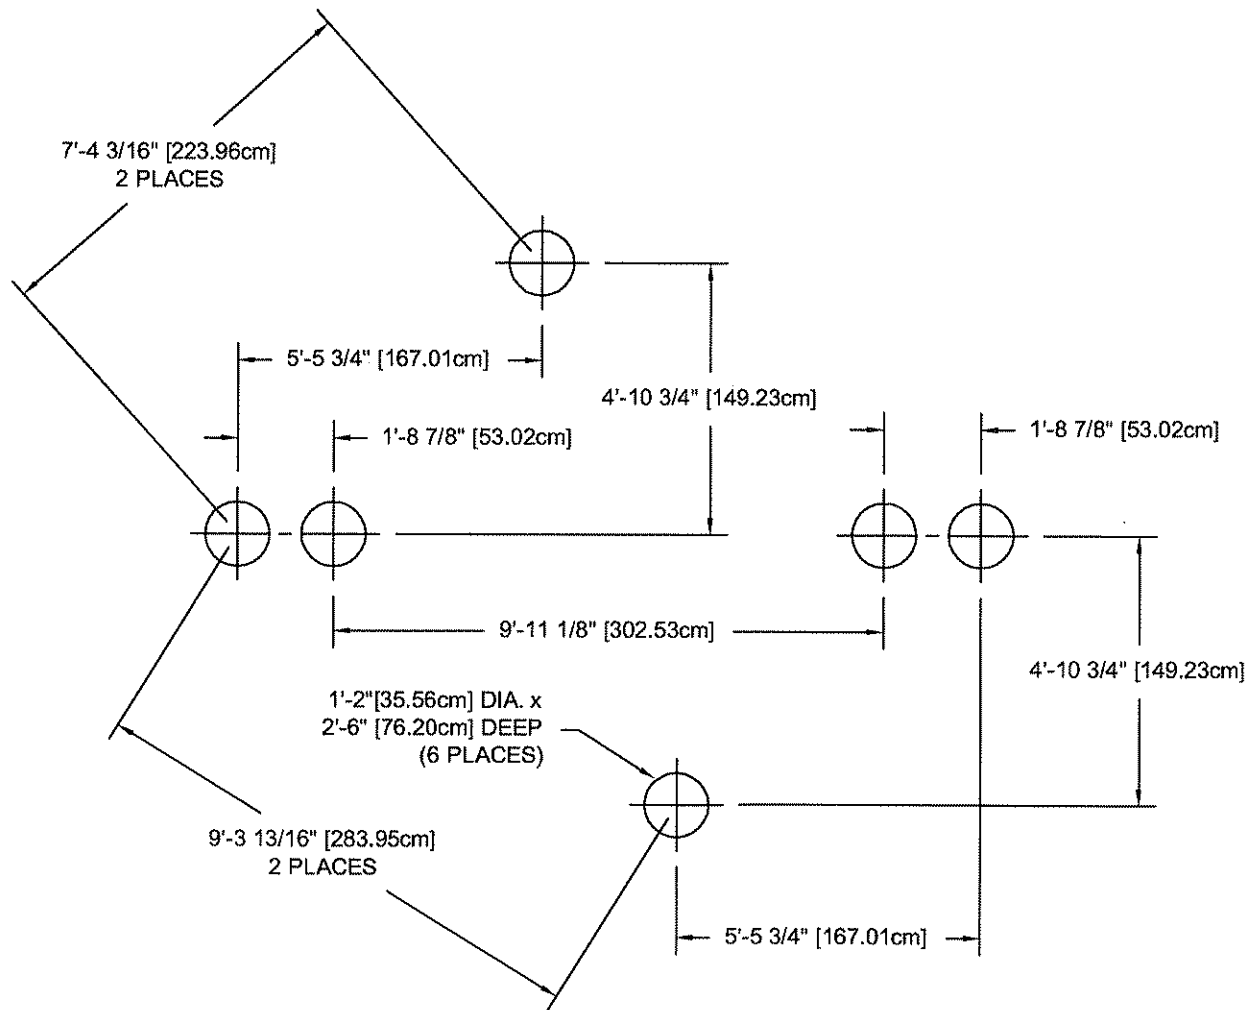 7'-4 3/16" [223.96cm]
2 PLACES
5'-5 3/4" [167.01cm]
4'-10 3/4" [149.23cm]
1'-8 7/8" [53.02cm]
1'-8 7/8" [53.02cm]
9'-11 1/8" [302.53cm]
4'-10 3/4" [149.23cm]
1'-2"[35.56cm] DIA. x
2'-6" [76.20cm] DEEP
(6 PLACES)
9'-3 13/16" [283.95cm]
2 PLACES
5'-5 3/4" [167.01cm]